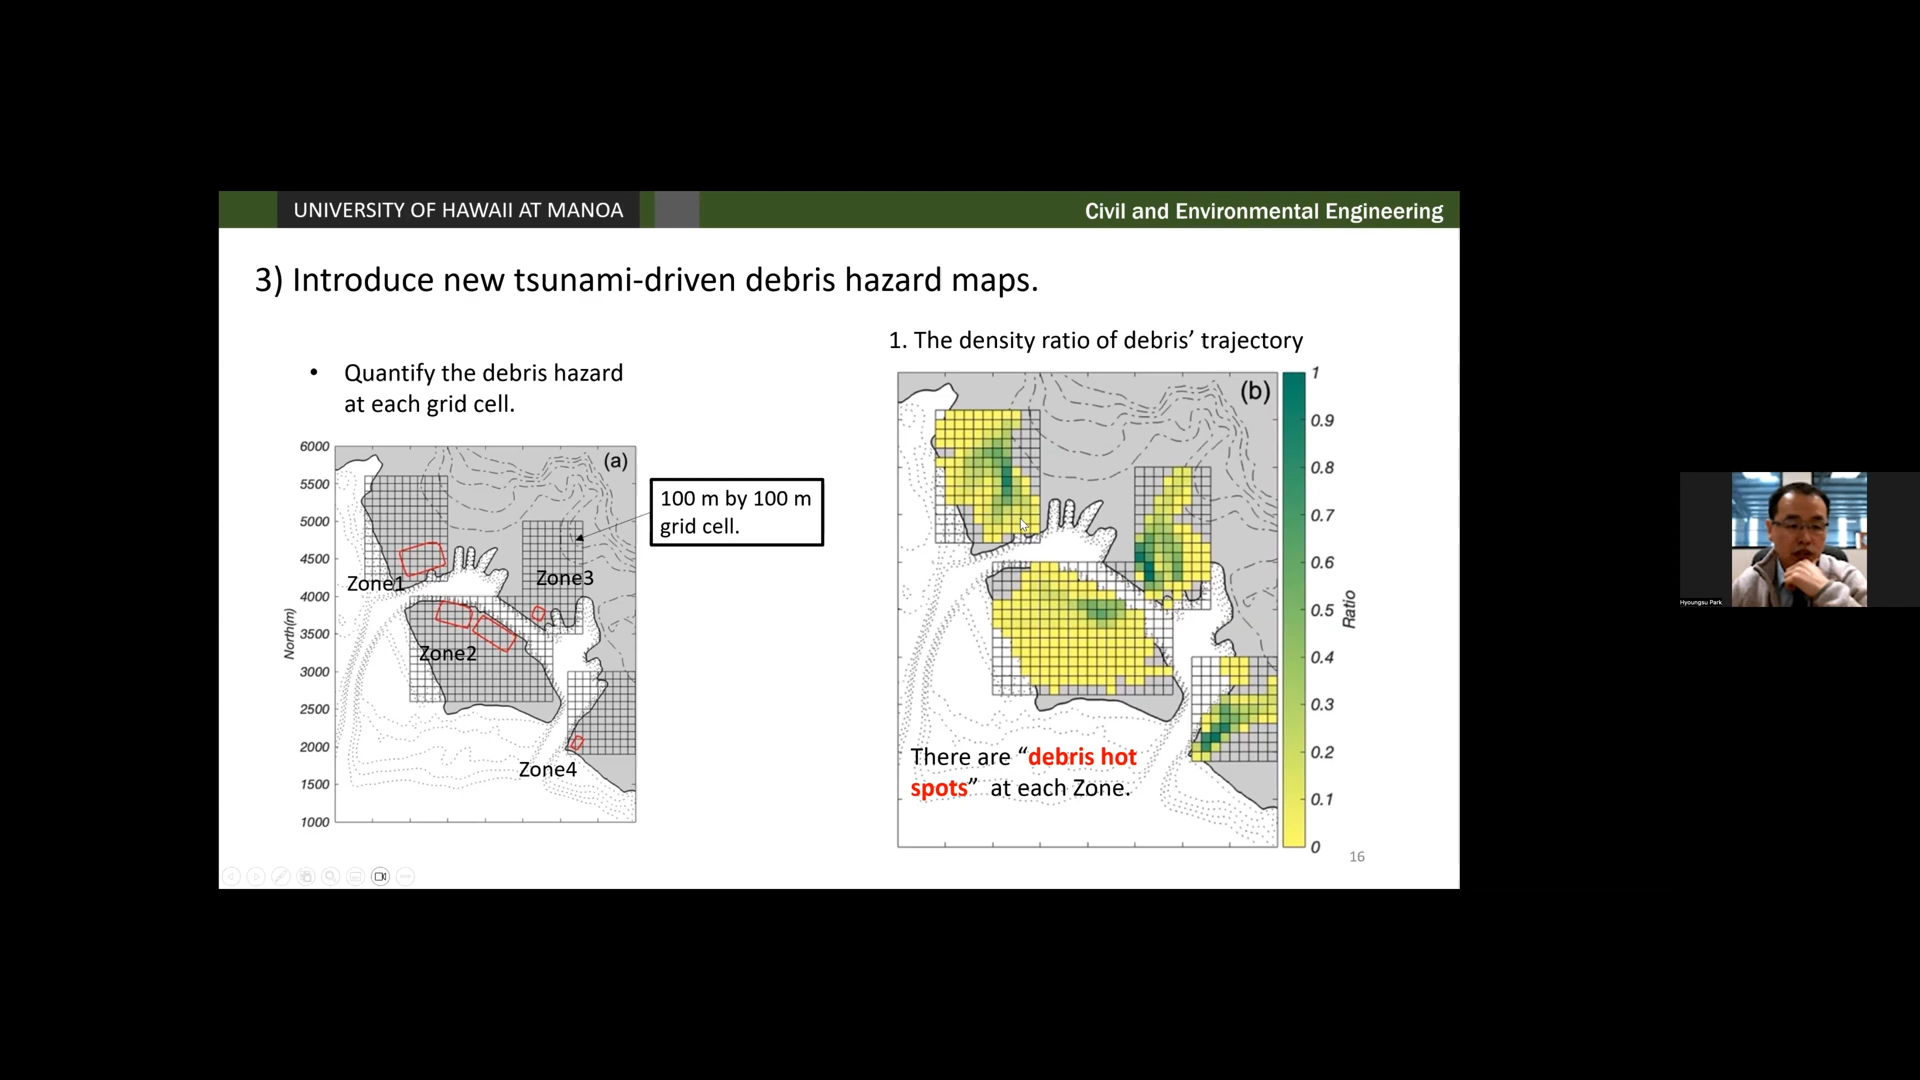 UNIVERSITY OF HAWAII AT MANOA
Civil and Environmental Engineering
3) Introduce new tsunami-driven debris hazard maps.
• Quantify the debris hazard
at each grid cell.
1. The density ratio of debris’ trajectory
6000
5500
5000
4500
4000
3500
3000
2500
2000
1500
1000
North(m)
(a)
Zone1
Zone2
Zone3
Zone4
100 m by 100 m
grid cell.
(b)
1
0.9
0.8
0.7
0.6
0.5
0.4
0.3
0.2
0.1
0
Ratio
There are “debris hot
spots” at each Zone.
16
Hyoungsu Park